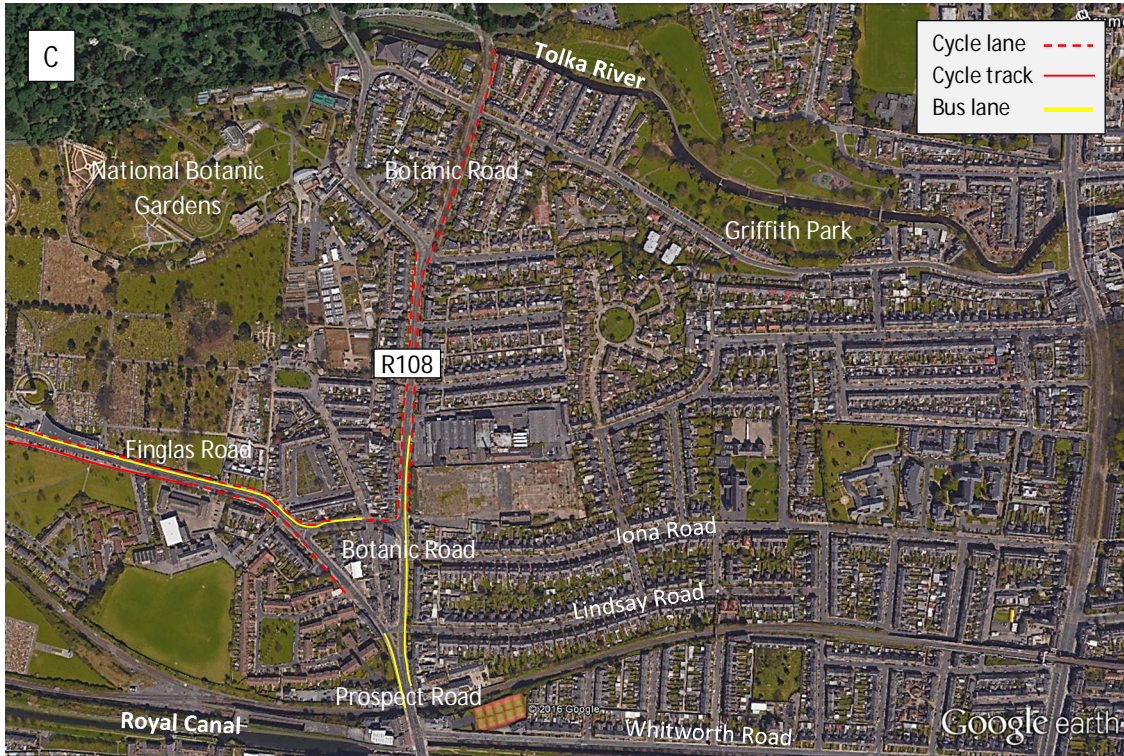 C
Cycle lane
Cycle track
Bus lane
Tolka River
National Botanic
Gardens
Botanic Road
Griffith Park
R108
Finglas Road
Botanic Road
Iona Road
Lindsay Road
Prospect Road
© 2016 Google
Royal Canal
Whitworth Road
Google earth